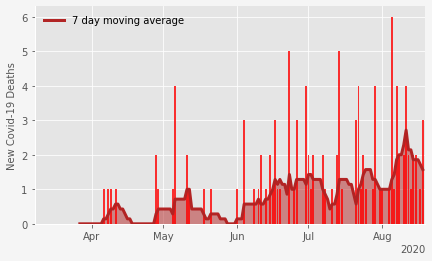 7 day moving average
New Covid-19 Deaths
6
5
4
3
2
1
0
Apr
May
Jun
Jul
Aug
2020